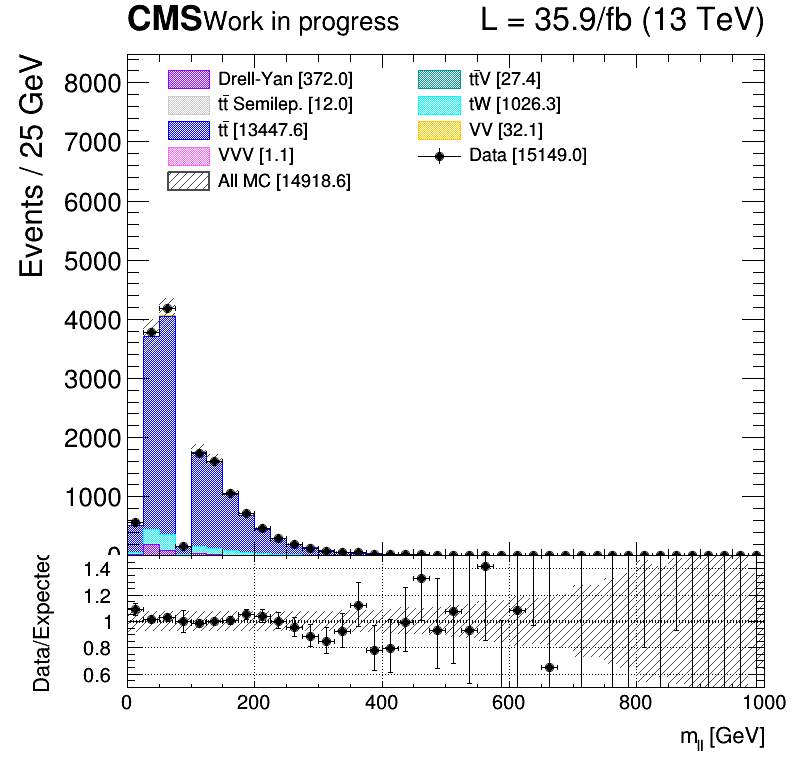 CMS Work in progress L = 35.9/fb (13 TeV)
Events / 25 GeV
8000
7000
6000
5000
4000
3000
2000
1000
0
Drell-Yan [372.0]
tt̄ Semilep. [12.0]
tt̄ [13447.6]
VVV [1.1]
All MC [14918.6]
tt̄V [27.4]
tW [1026.3]
VV [32.1]
Data [15149.0]
Data/Expected
1.4
1.2
1
0.8
0.6
0 200 400 600 800 1000
m_ll [GeV]